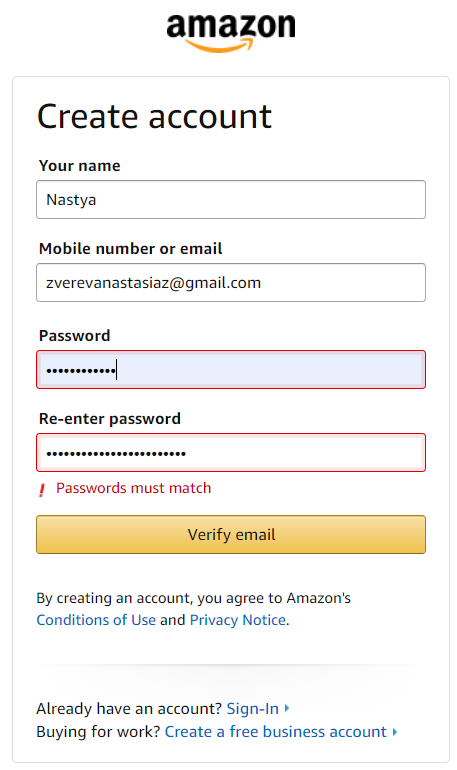 amazon
Create account
Your name
Nastya
Mobile number or email
zverevanastasiaz@gmail.com
Password
••••••••••••
Re-enter password
••••••••••••••••••••••••
! Passwords must match
Verify email
By creating an account, you agree to Amazon's
Conditions of Use and Privacy Notice.
Already have an account? Sign-In
Buying for work? Create a free business account